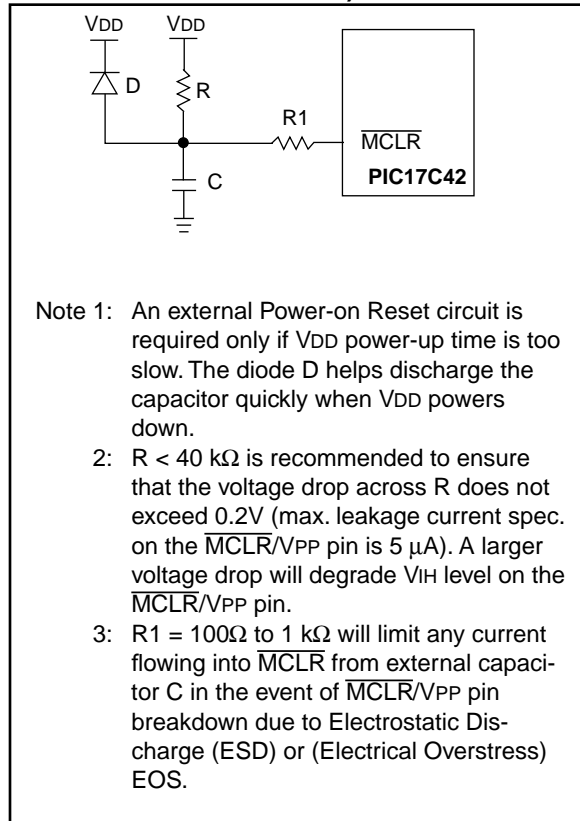 VDD VDD
D
R
R1
MCLR
C
PIC17C42
Note 1: An external Power-on Reset circuit is
required only if VDD power-up time is too
slow. The diode D helps discharge the
capacitor quickly when VDD powers
down.
2: R < 40 kΩ is recommended to ensure
that the voltage drop across R does not
exceed 0.2V (max. leakage current spec.
on the MCLR/VPP pin is 5 μA). A larger
voltage drop will degrade VIH level on the
MCLR/VPP pin.
3: R1 = 100Ω to 1 kΩ will limit any current
flowing into MCLR from external capaci-
tor C in the event of MCLR/VPP pin
breakdown due to Electrostatic Dis-
charge (ESD) or (Electrical Overstress)
EOS.